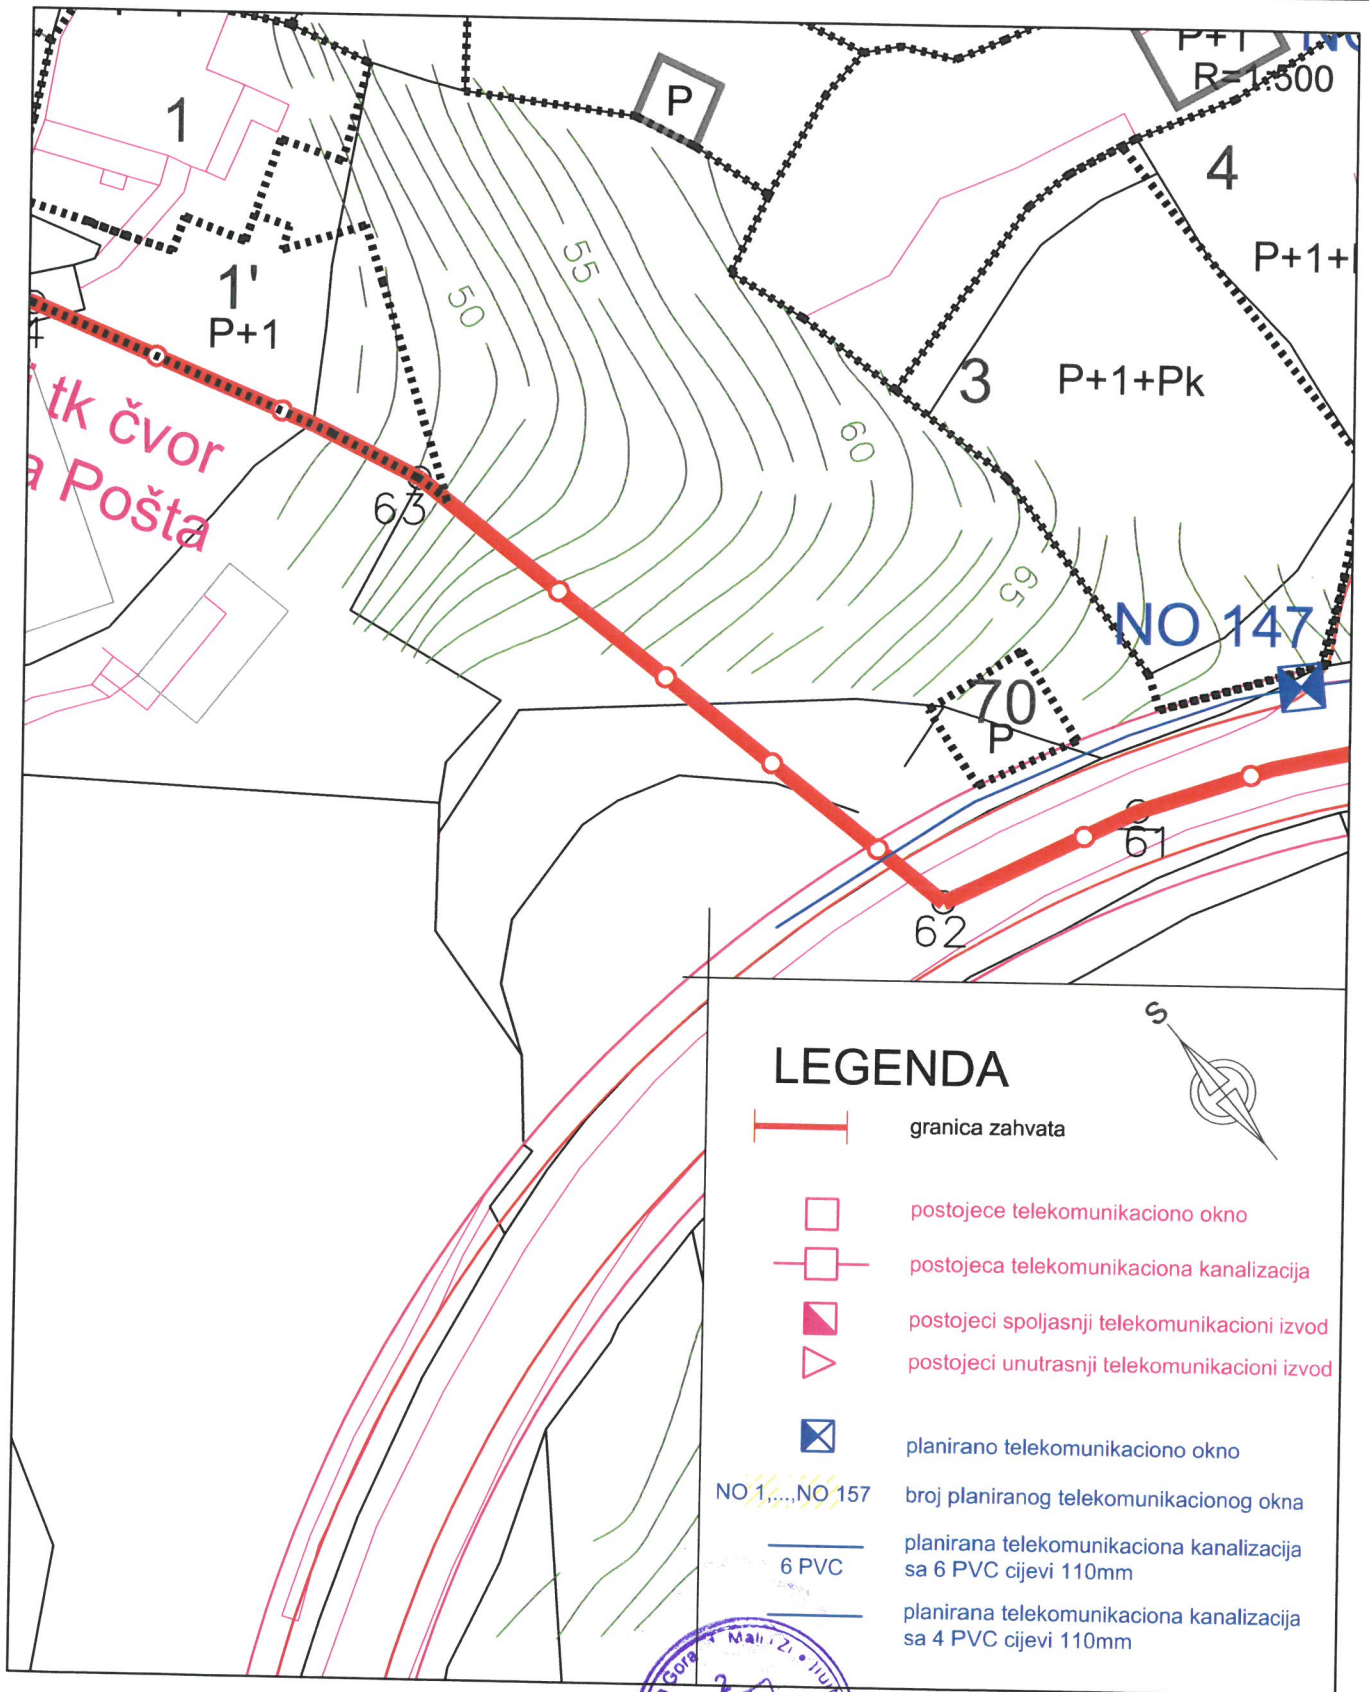 P+1
R=1:500
P
1
4
P+1+
55
50
1'
P+1
60
3
P+1+Pk
tk čvor
a Pošta
63
65
NO 147
70
P
61
62
S
LEGENDA
granica zahvata
postojece telekomunikaciono okno
postojeca telekomunikaciona kanalizacija
postojeci spoljasnji telekomunikacioni izvod
postojeci unutrasnji telekomunikacioni izvod
planirano telekomunikaciono okno
NO 1,...,NO 157 broj planiranog telekomunikacionog okna
planirana telekomunikaciona kanalizacija
6 PVC sa 6 PVC cijevi 110mm
planirana telekomunikaciona kanalizacija
sa 4 PVC cijevi 110mm
Gora